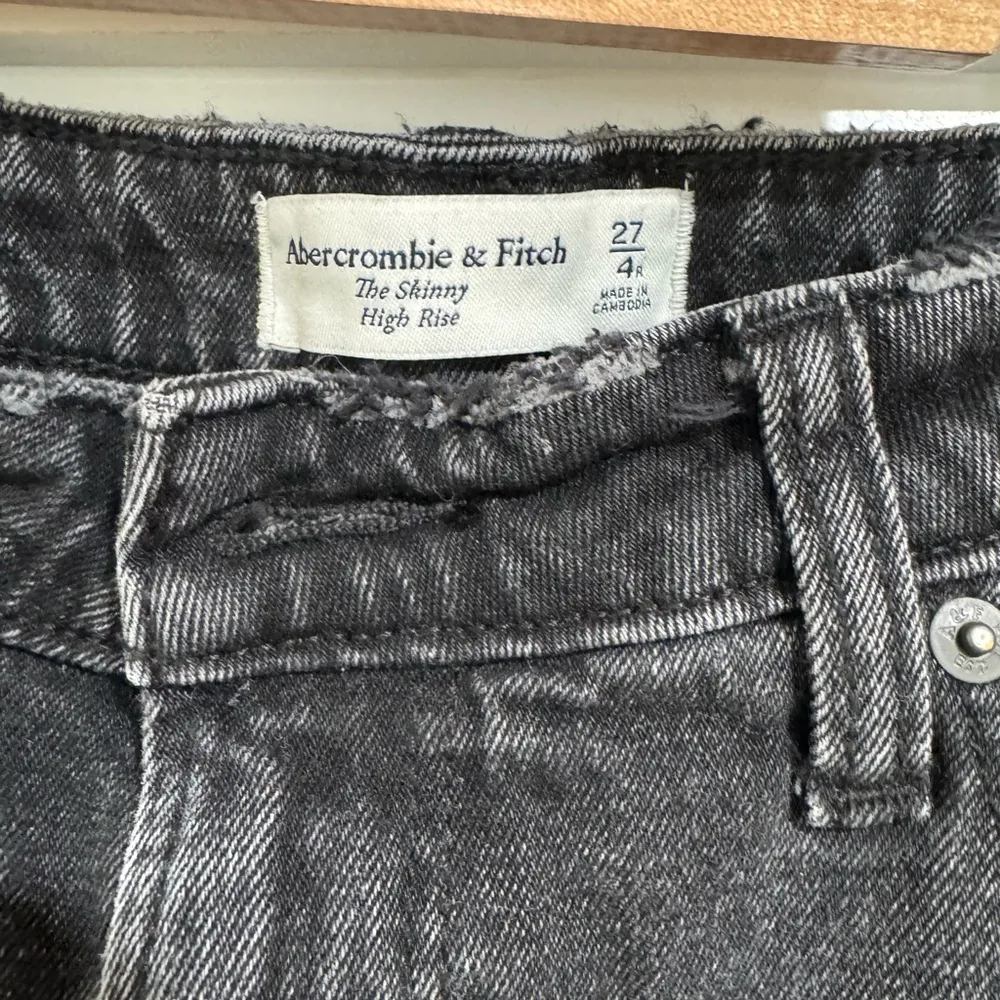 Abercrombie & Fitch
The Skinny
High Rise
27
4R
MADE IN
CAMBODIA
A&F